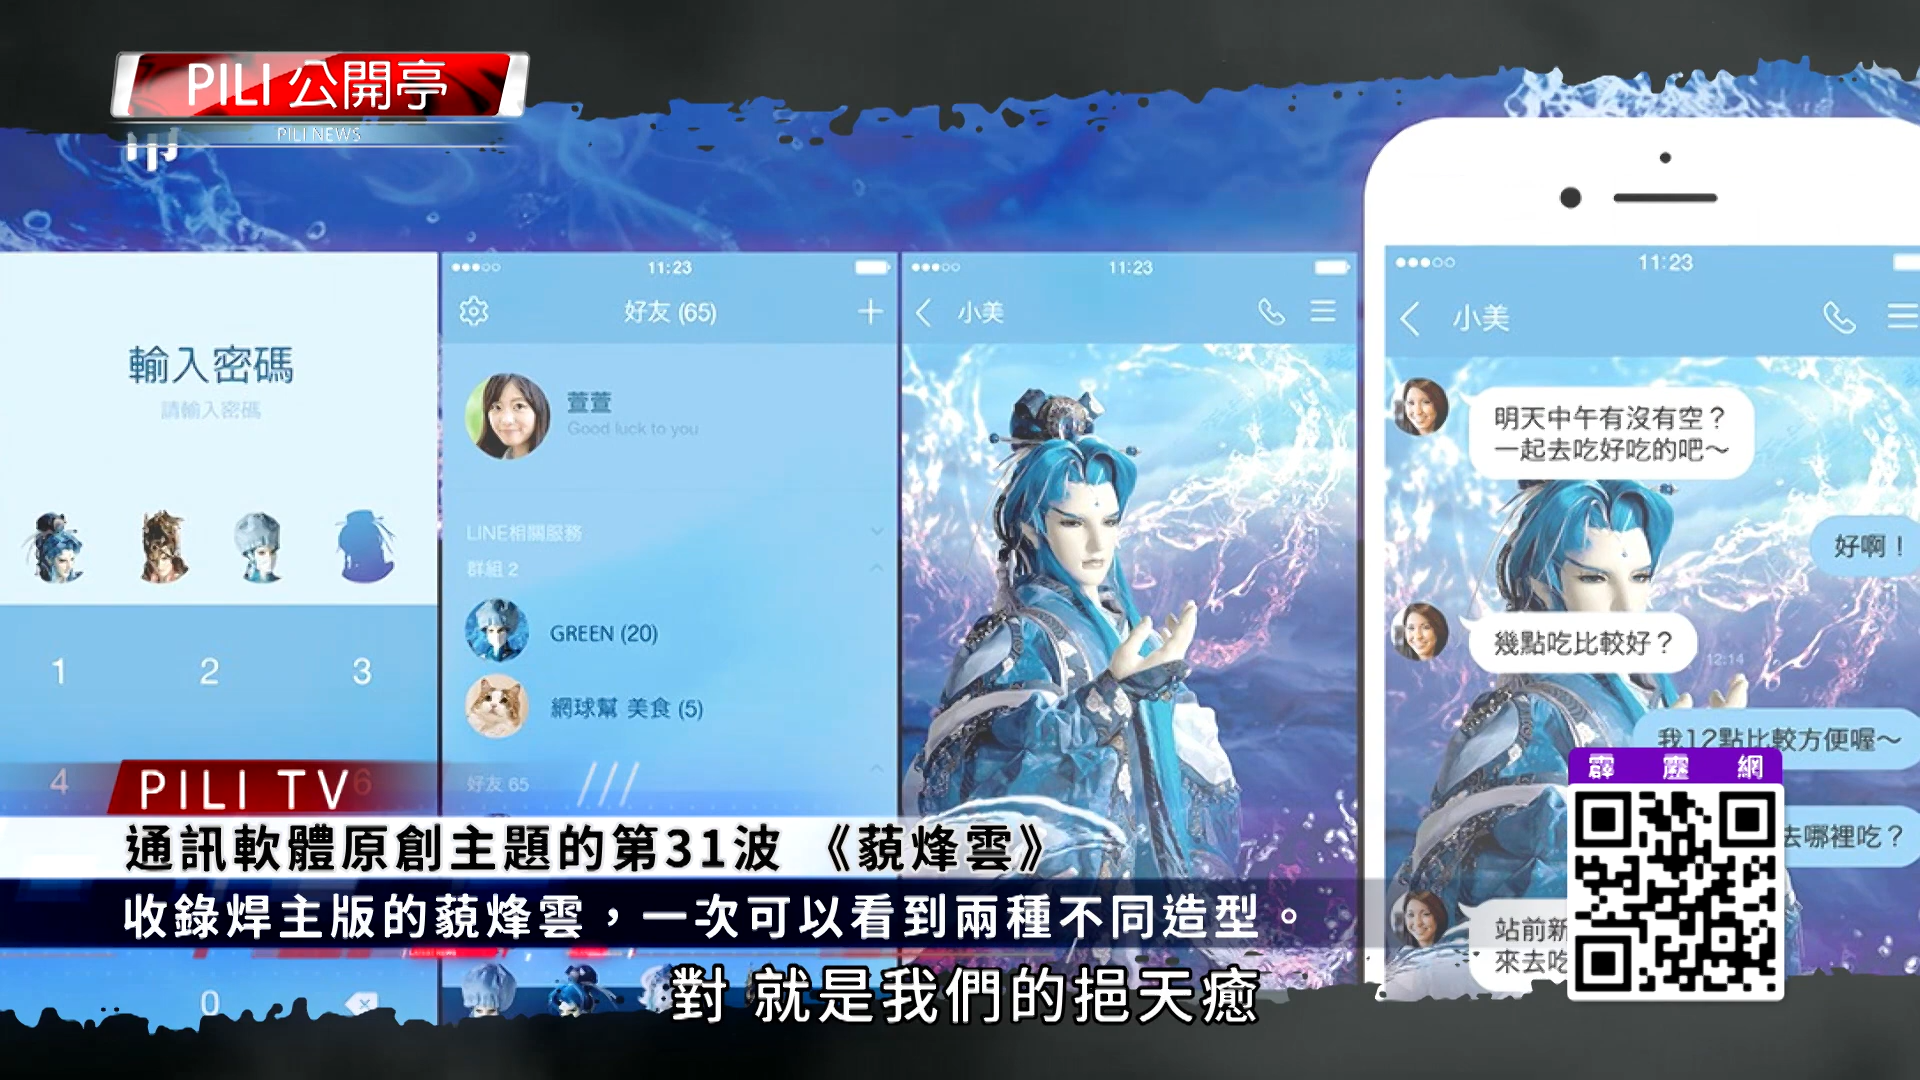 PILI 公開亭
PILI NEWS
輸入密碼
請輸入密碼
1 2 3
4 6
0
11:23
好友 (65)
萱萱
Good luck to you
LINE相關服務
群組 2
GREEN (20)
網球幫 美食 (5)
好友 65
11:23
小美
11:23
小美
明天中午有沒有空？
一起去吃好吃的吧～
好啊！
幾點吃比較好？
12:14
我12點比較方便喔～
去哪裡吃？
站前新
來去吃
霹靂網
PILI TV
通訊軟體原創主題的第31波 《藐烽雲》
收錄焊主版的藐烽雲，一次可以看到兩種不同造型。
LATEST NEWS
對 就是我們的挹天癒